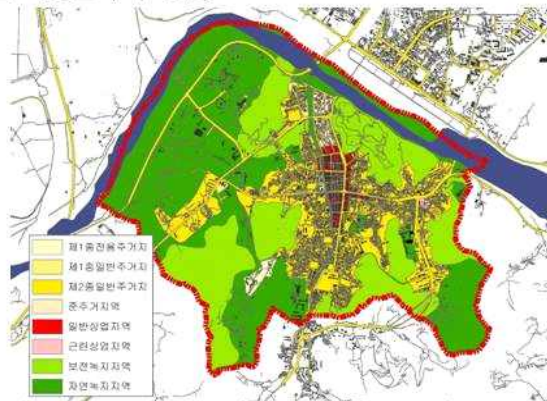 제1종전용주거지
제1종일반주거지
제2종일반주거지
준주거지역
일반상업지역
근린상업지역
보전녹지지역
자연녹지지역